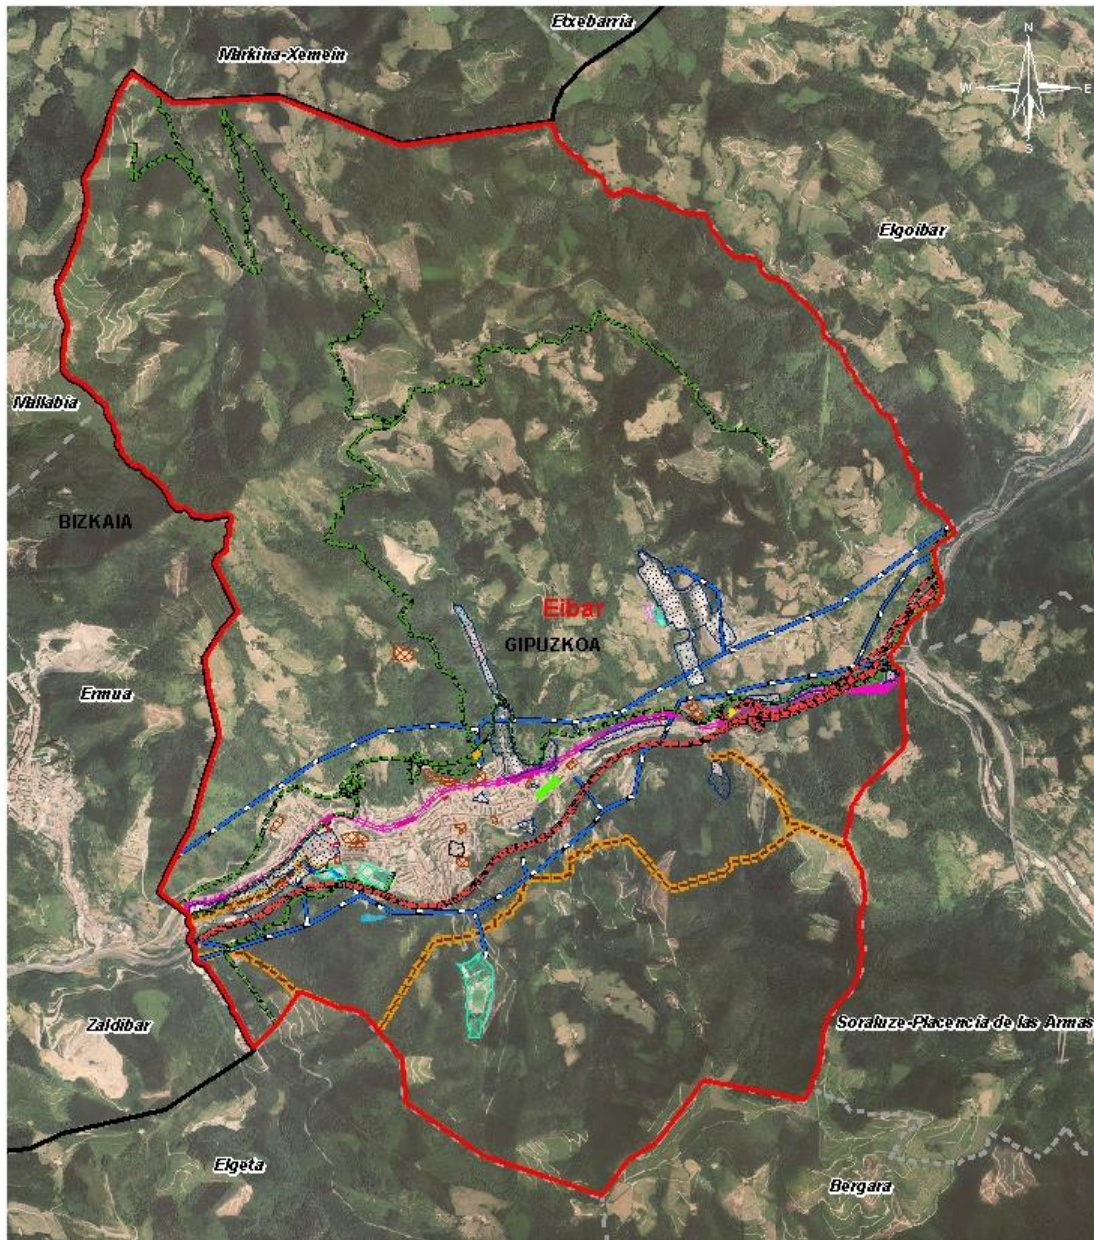 Etxebarria
Markina-Xemein
N
W
E
S
Elgoibar
Mallabia
BIZKAIA
Eibar
GIPUZKOA
Ermua
Zaldibar
Soraluze-Placencia de las Armas
Elgeta
Bergara